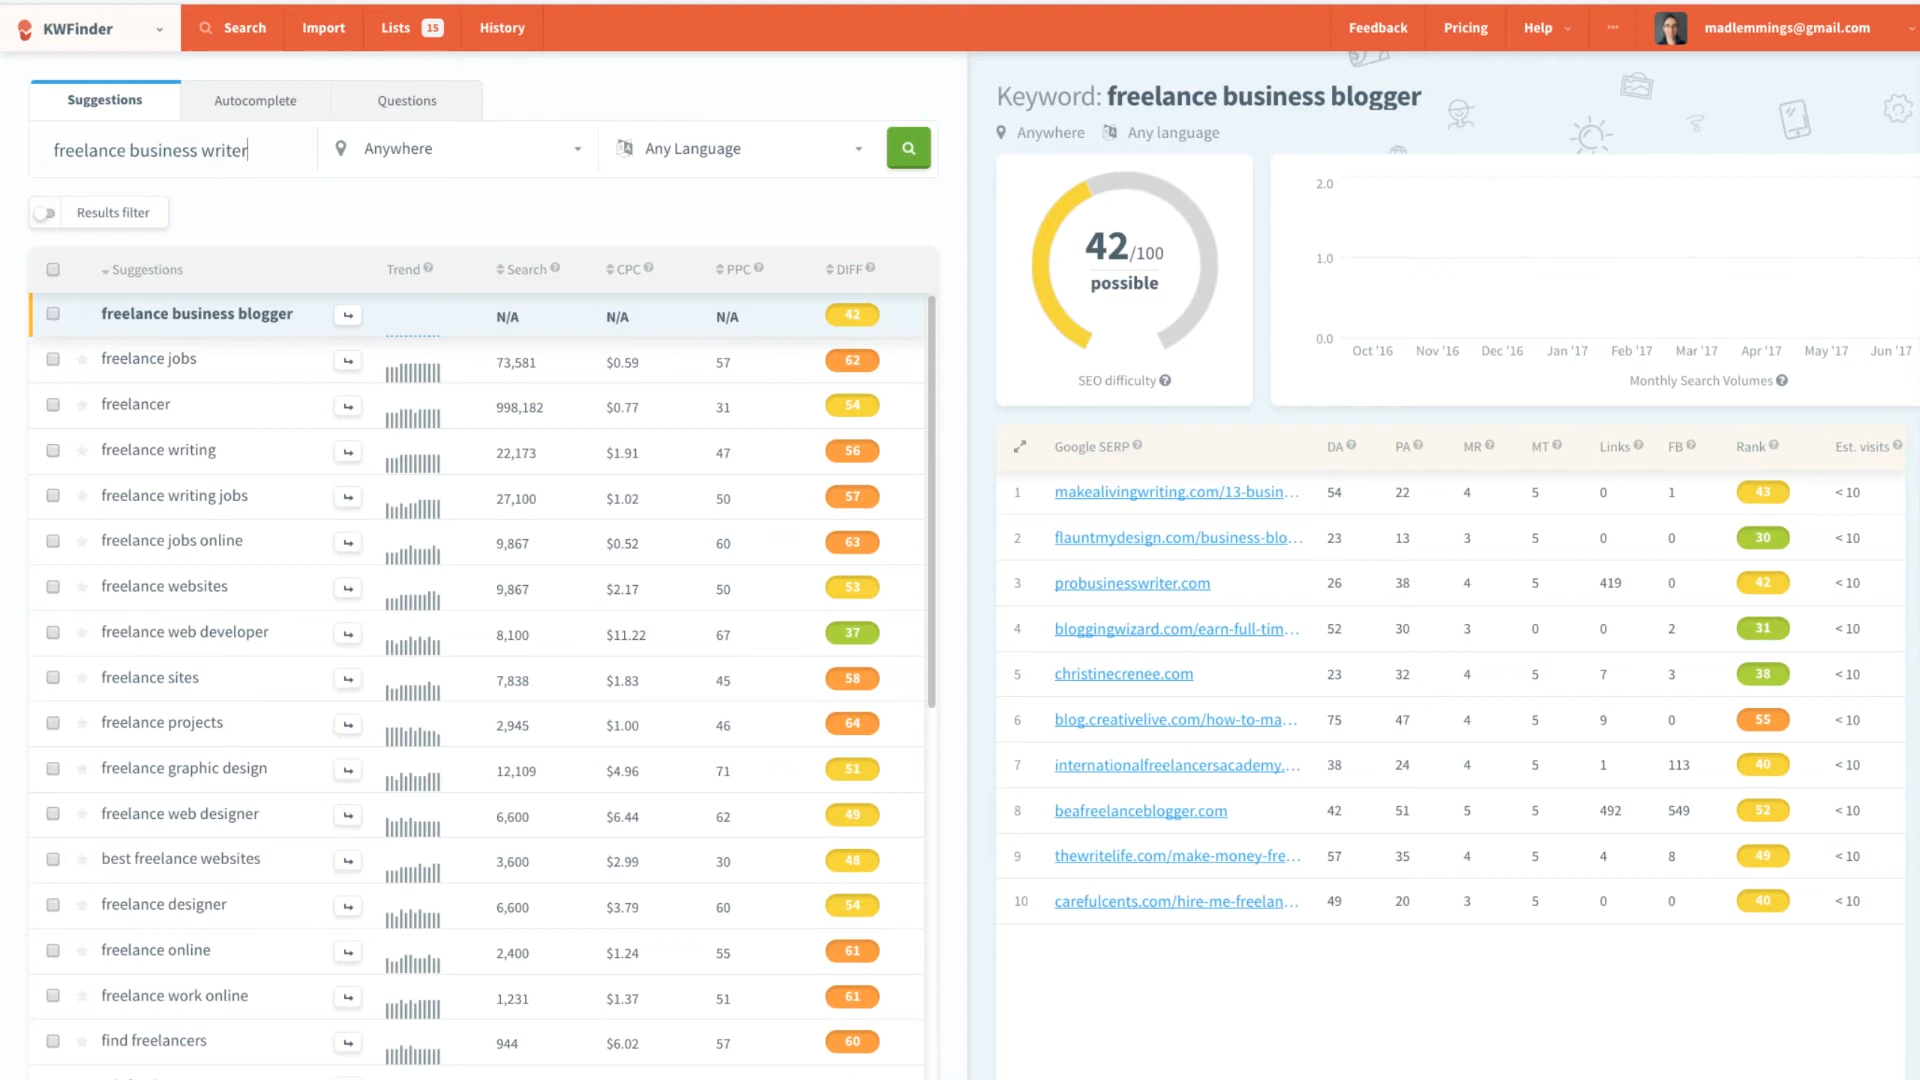 KWFinder Search Import Lists 15 History Feedback Pricing Help ··· madlemmings@gmail.com
Suggestions Autocomplete Questions
freelance business writer Anywhere Any Language
Results filter
Suggestions Trend Search CPC PPC DIFF
freelance business blogger N/A N/A N/A 42
freelance jobs 73,581 $0.59 57 62
freelancer 998,182 $0.77 31 54
freelance writing 22,173 $1.91 47 56
freelance writing jobs 27,100 $1.02 50 57
freelance jobs online 9,867 $0.52 60 63
freelance websites 9,867 $2.17 50 53
freelance web developer 8,100 $11.22 67 37
freelance sites 7,838 $1.83 45 58
freelance projects 2,945 $1.00 46 64
freelance graphic design 12,109 $4.96 71 51
freelance web designer 6,600 $6.44 62 49
best freelance websites 3,600 $2.99 30 48
freelance designer 6,600 $3.79 60 54
freelance online 2,400 $1.24 55 61
freelance work online 1,231 $1.37 51 61
find freelancers 944 $6.02 57 60
Keyword: freelance business blogger
Anywhere Any language
42/100
possible
SEO difficulty
2.0
1.0
0.0
Oct '16 Nov '16 Dec '16 Jan '17 Feb '17 Mar '17 Apr '17 May '17 Jun '17
Monthly Search Volumes
Google SERP DA PA MR MT Links FB Rank Est. visits
1 makealivingwriting.com/13-busin... 54 22 4 5 0 1 43 < 10
2 flauntmydesign.com/business-blo... 23 13 3 5 0 0 30 < 10
3 probusinesswriter.com 26 38 4 5 419 0 42 < 10
4 bloggingwizard.com/earn-full-tim... 52 30 3 0 0 2 31 < 10
5 christinecrenee.com 23 32 4 5 7 3 38 < 10
6 blog.creativelive.com/how-to-ma... 75 47 4 5 9 0 55 < 10
7 internationalfreelancersacademy.... 38 24 4 5 1 113 40 < 10
8 beafreelanceblogger.com 42 51 5 5 492 549 52 < 10
9 thewritelife.com/make-money-fre... 57 35 4 5 4 8 49 < 10
10 carefulcents.com/hire-me-freelan... 49 20 3 5 0 0 40 < 10